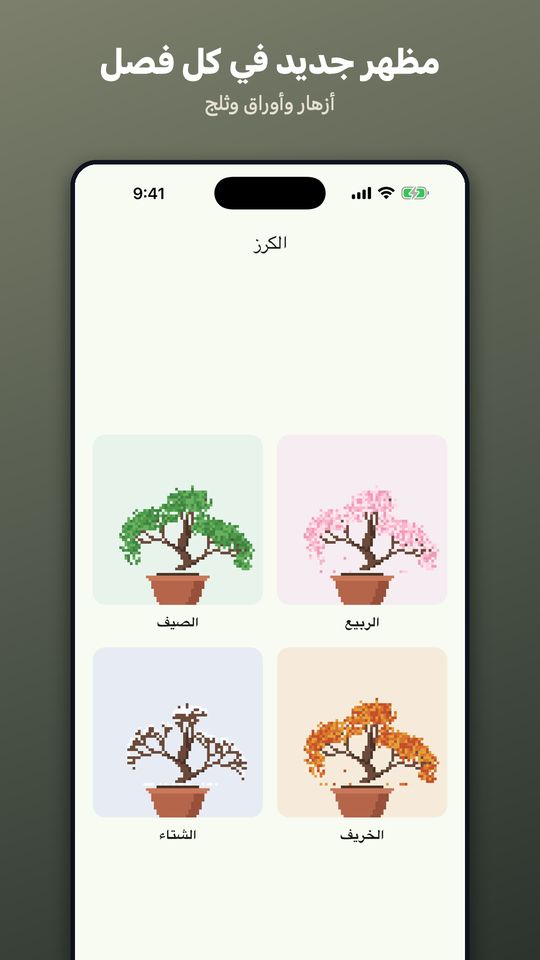 مظهر جديد في كل فصل
أزهار وأوراق وثلج
9:41
الكرز
الربيع
الصيف
الخريف
الشتاء